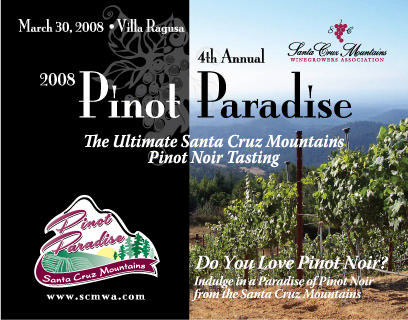 March 30, 2008 • Villa Ragusa
S C
Santa Cruz Mountains
WINEGROWERS ASSOCIATION
4th Annual
2008 Pinot Paradise
The Ultimate Santa Cruz Mountains
Pinot Noir Tasting
Pinot
Paradise
Santa Cruz Mountains
www.scmwa.com
Do You Love Pinot Noir?
Indulge in a Paradise of Pinot Noir
from the Santa Cruz Mountains